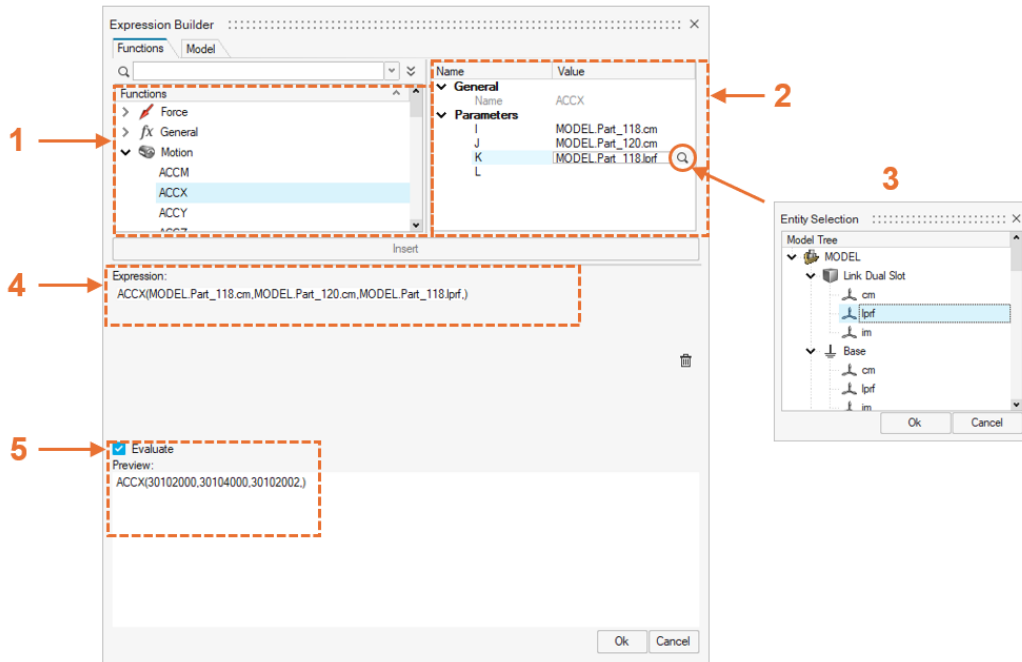 Expression Builder
Functions Model
Name Value
Functions
General
Name ACCX
Force
Parameters
fx General
I MODEL.Part_118.cm
Motion
J MODEL.Part_120.cm
ACCM
K MODEL.Part_118.lprf
ACCX
L
ACCY
ACCZ
Insert
1
2
3
Entity Selection
Model Tree
MODEL
Link Dual Slot
cm
lprf
im
Base
cm
lprf
im
Ok Cancel
4
Expression:
ACCX(MODEL.Part_118.cm,MODEL.Part_120.cm,MODEL.Part_118.lprf,)
5
Evaluate
Preview:
ACCX(30102000,30104000,30102002,)
Ok Cancel